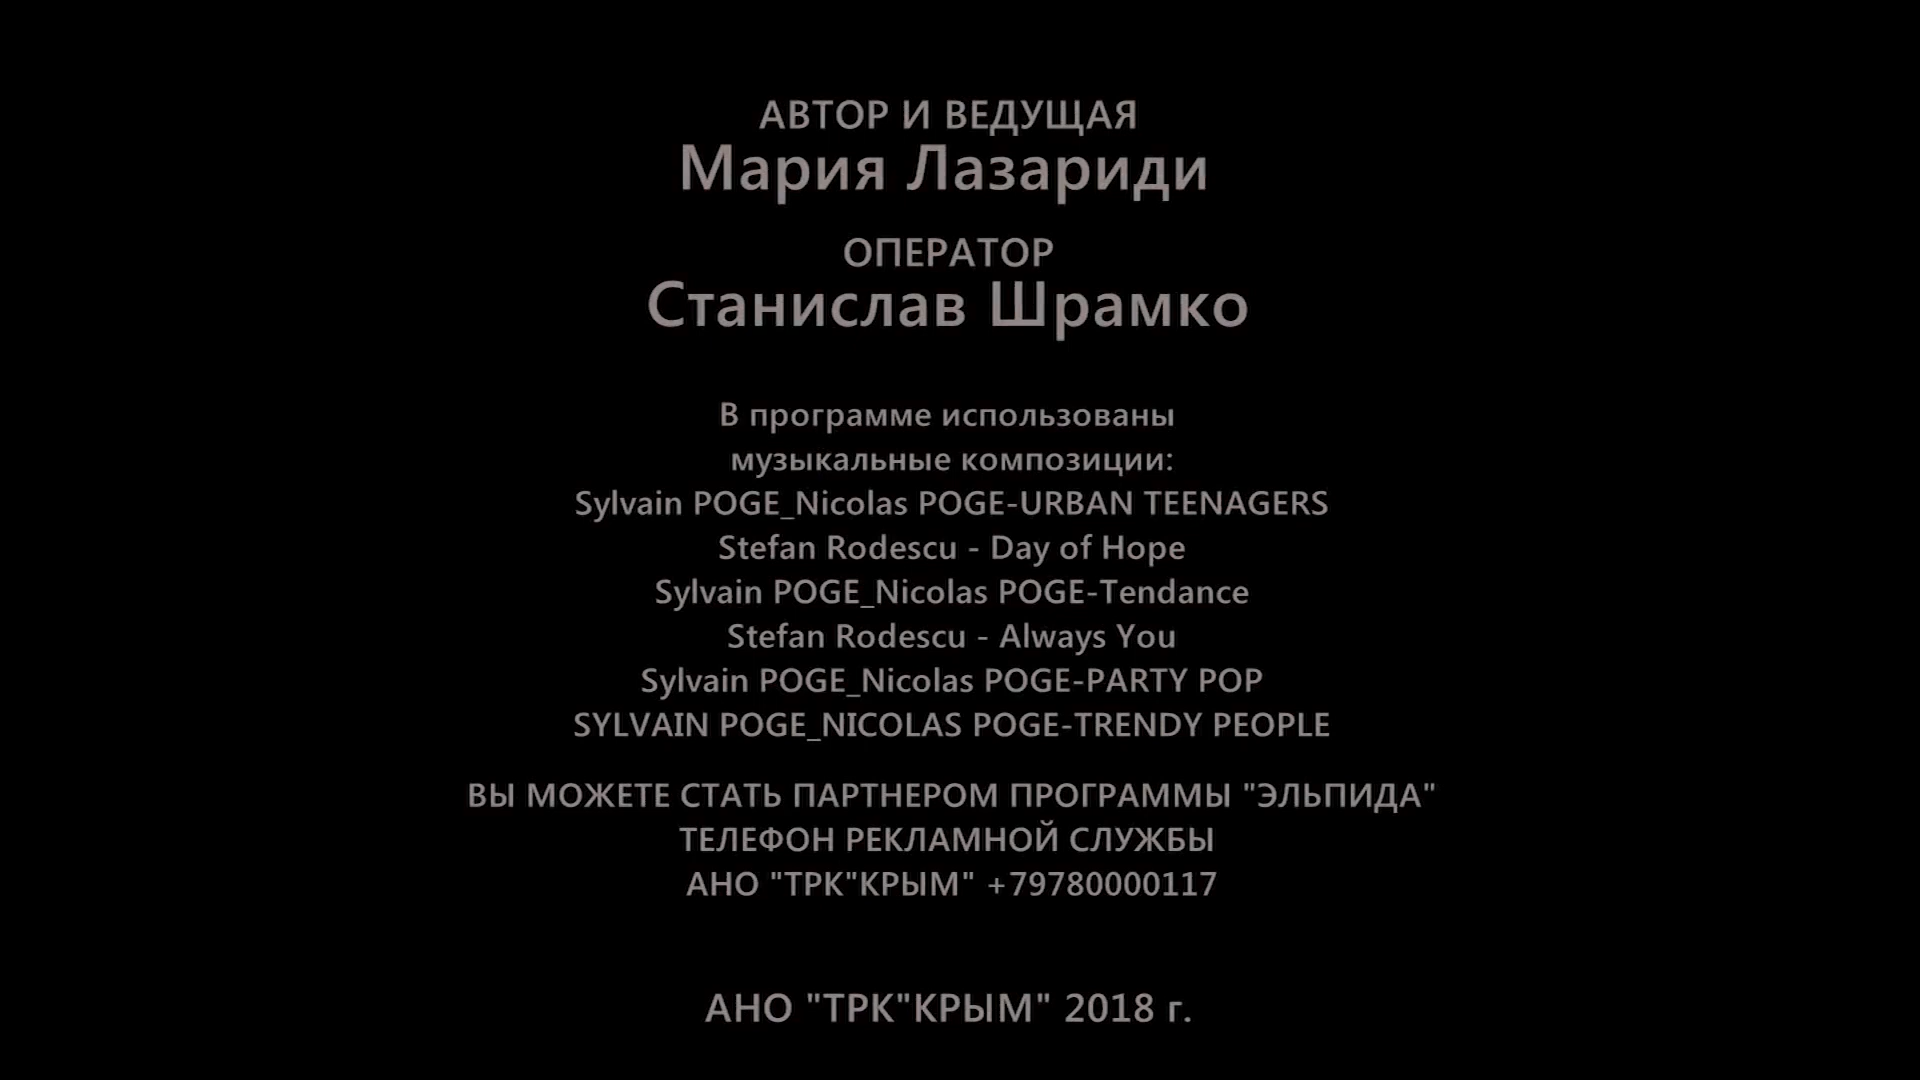 АВТОР И ВЕДУЩАЯ
Мария Лазариди
ОПЕРАТОР
Станислав Шрамко
В программе использованы
музыкальные композиции:
Sylvain POGE_Nicolas POGE-URBAN TEENAGERS
Stefan Rodescu - Day of Hope
Sylvain POGE_Nicolas POGE-Tendance
Stefan Rodescu - Always You
Sylvain POGE_Nicolas POGE-PARTY POP
SYLVAIN POGE_NICOLAS POGE-TRENDY PEOPLE
ВЫ МОЖЕТЕ СТАТЬ ПАРТНЕРОМ ПРОГРАММЫ "ЭЛЬПИДА"
ТЕЛЕФОН РЕКЛАМНОЙ СЛУЖБЫ
АНО "ТРК"КРЫМ" +79780000117
АНО "ТРК"КРЫМ" 2018 г.